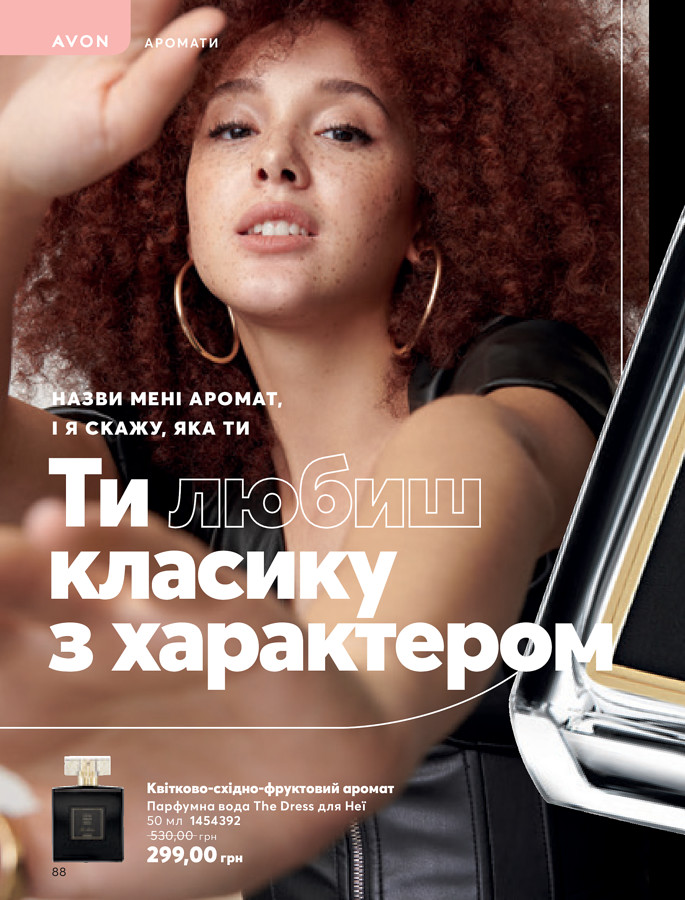 AVON АРОМАТИ
НАЗВИ МЕНІ АРОМАТ,
І Я СКАЖУ, ЯКА ТИ
Ти любиш
класику
з характером
Квітково-східно-фруктовий аромат
Парфумна вода The Dress для Неї
50 мл 1454392
530,00 грн
299,00 грн
88